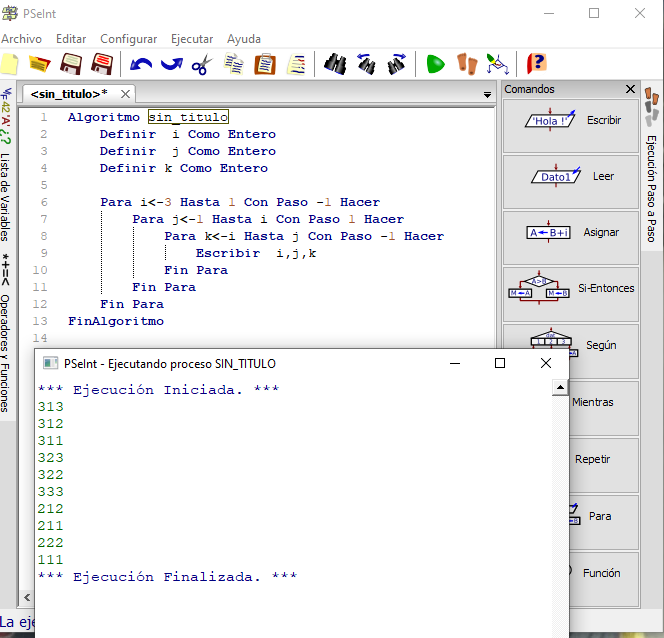 PSeInt
Archivo Editar Configurar Ejecutar Ayuda
<sin_titulo>*
Comandos
Lista de Variables
Operadores y Funciones
Ejecución Paso a Paso
1 Algoritmo sin_titulo
2 Definir i Como Entero
3 Definir j Como Entero
4 Definir k Como Entero
5
6 Para i<-3 Hasta 1 Con Paso -1 Hacer
7 Para j<-1 Hasta i Con Paso 1 Hacer
8 Para k<-i Hasta j Con Paso -1 Hacer
9 Escribir i,j,k
10 Fin Para
11 Fin Para
12 Fin Para
13 FinAlgoritmo
14
'Hola !' Escribir
Dato1 Leer
A←B+i Asignar
A>B M←A M←B Si-Entonces
dat 1 2 3 Según
Mientras
Repetir
Para
Función
PSeInt - Ejecutando proceso SIN_TITULO
*** Ejecución Iniciada. ***
313
312
311
323
322
333
212
211
222
111
*** Ejecución Finalizada. ***
La eje